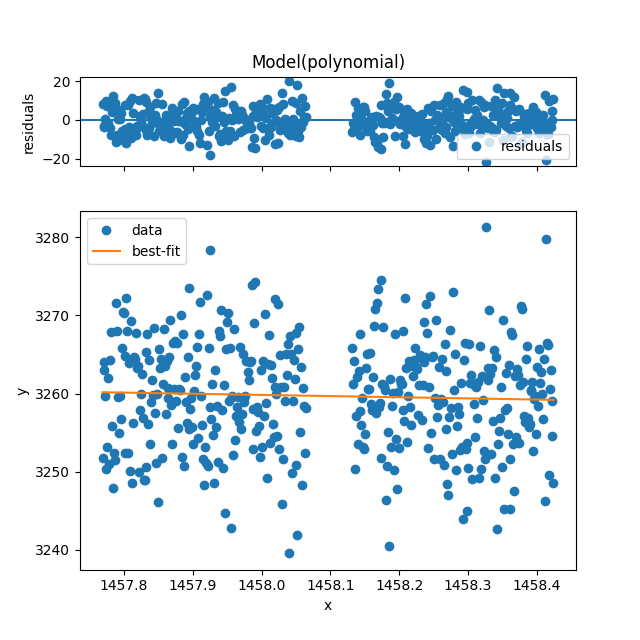 Model(polynomial)
20
0
−20
residuals
residuals
3280
3270
3260
3250
3240
y
data
best-fit
1457.8 1457.9 1458.0 1458.1 1458.2 1458.3 1458.4
x